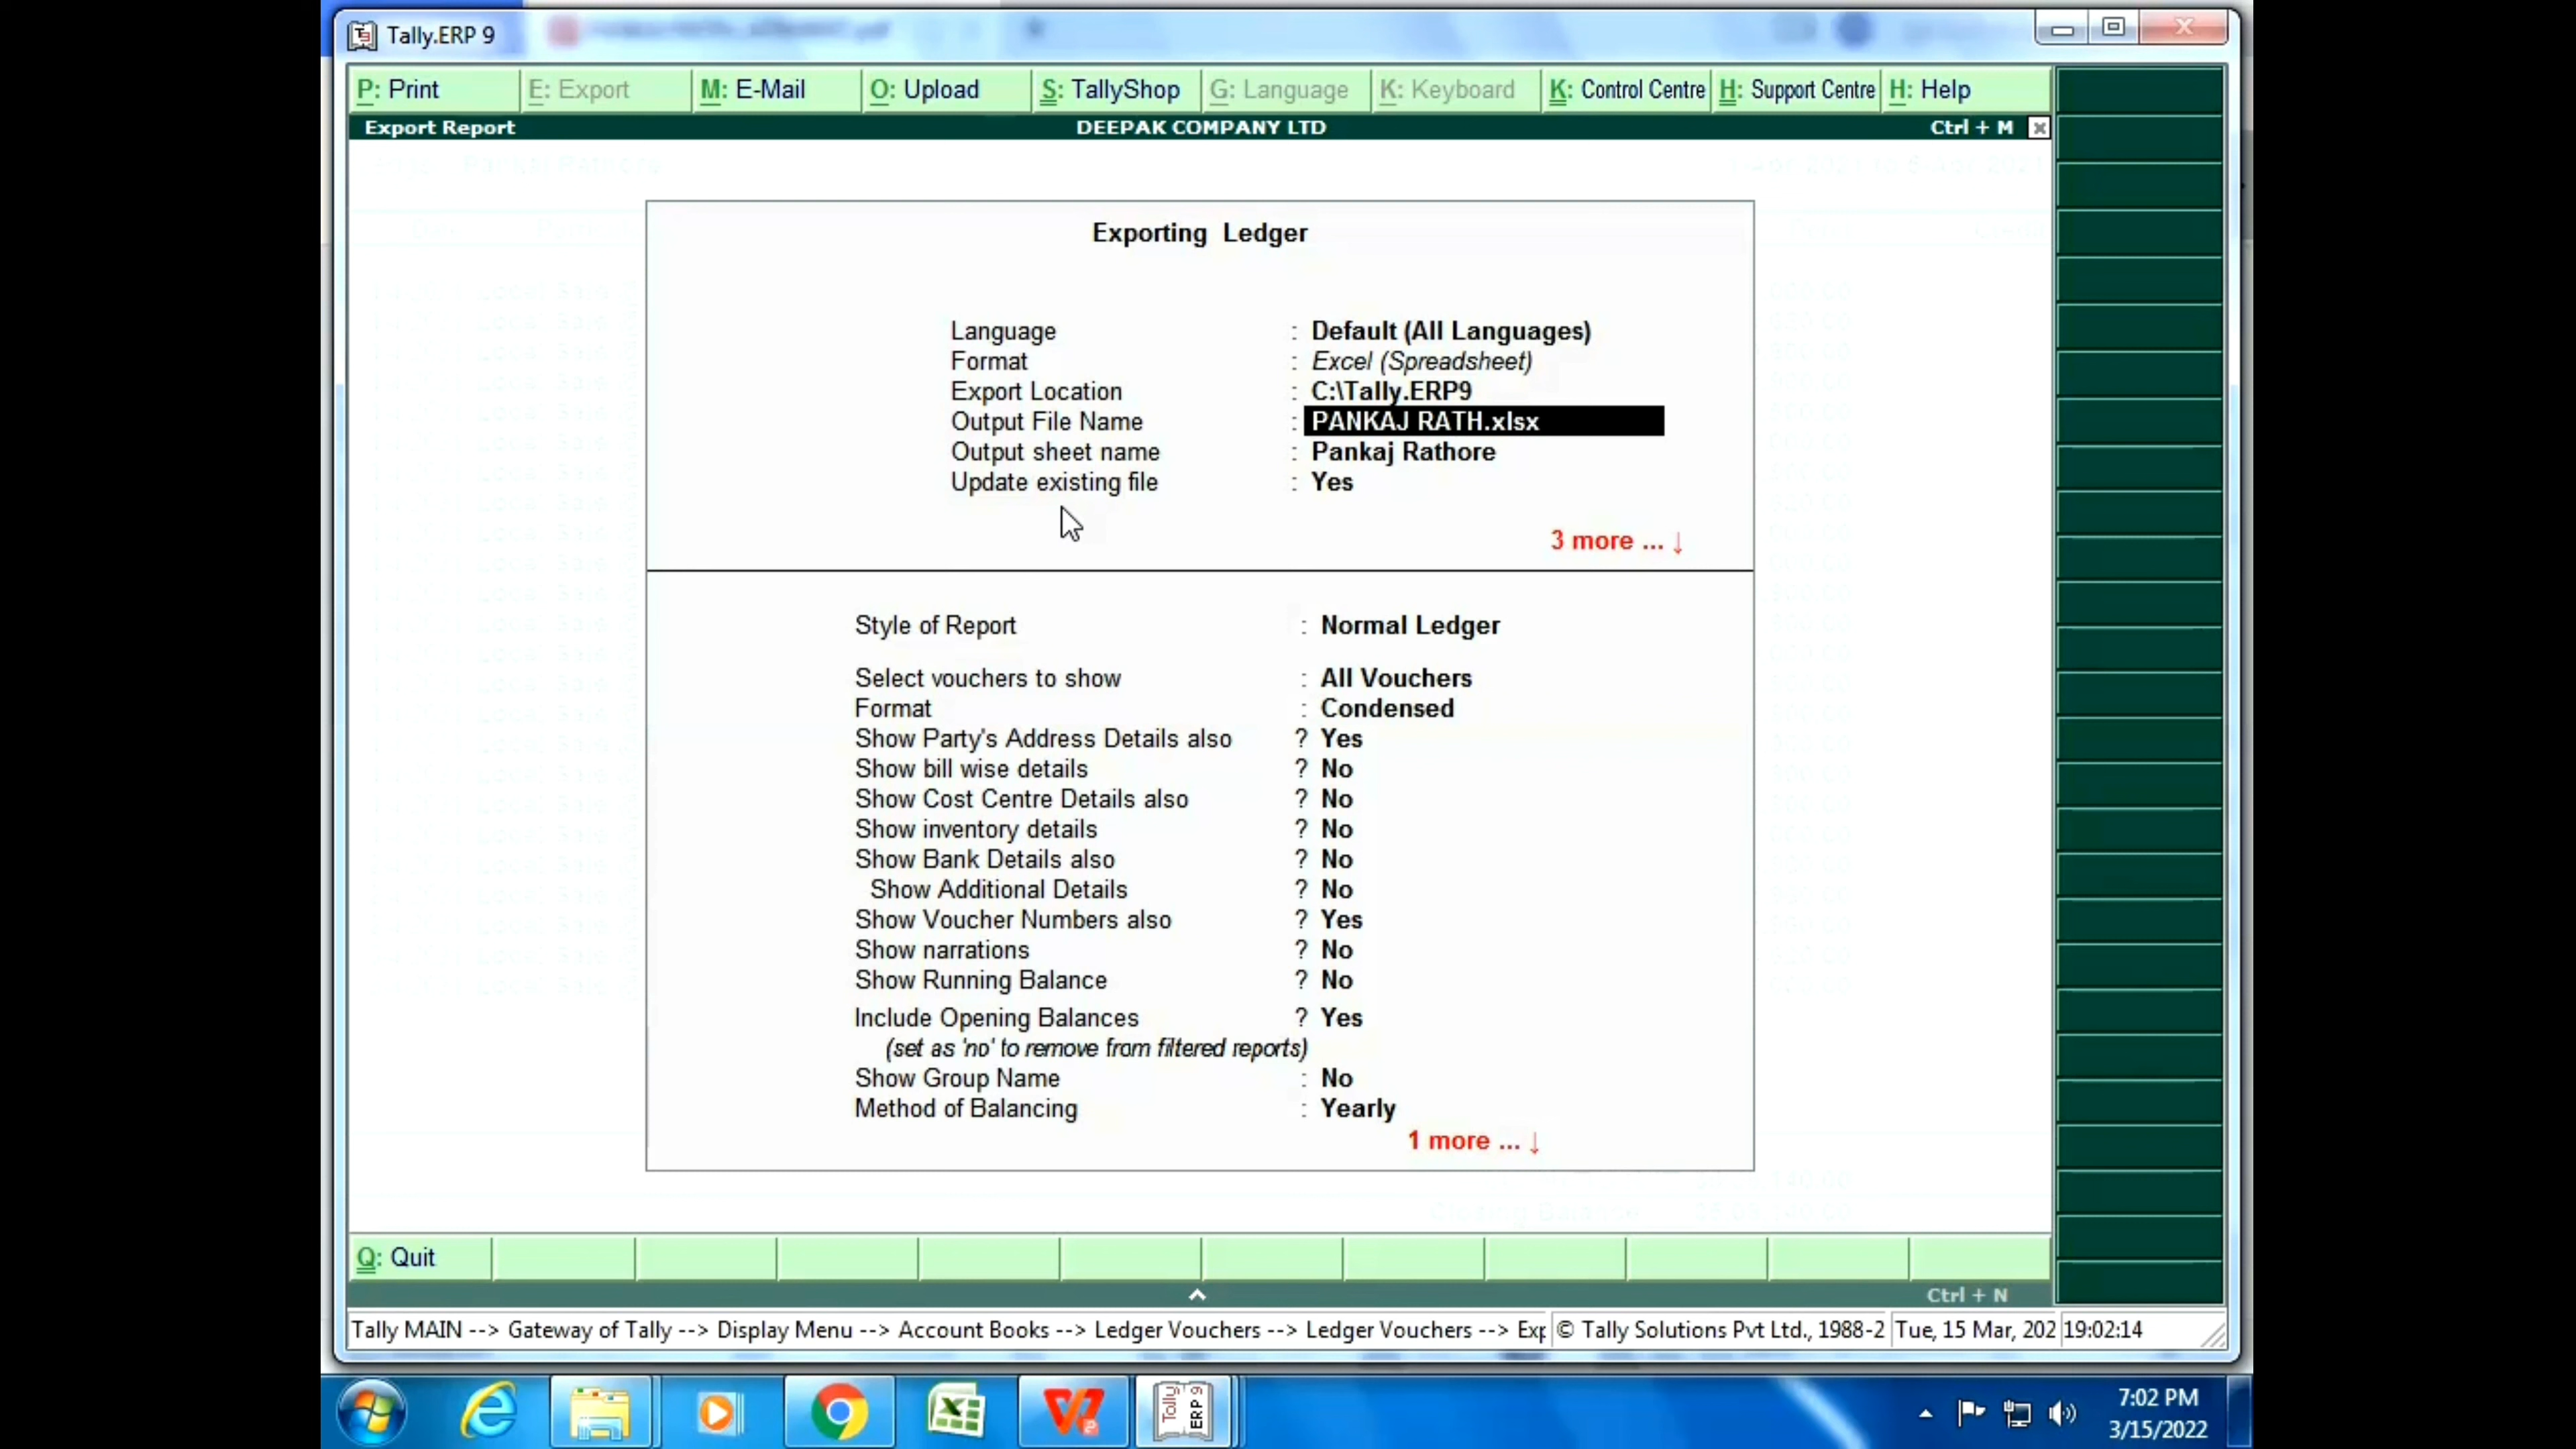 Tally.ERP 9
P: Print E: Export M: E-Mail O: Upload S: TallyShop G: Language K: Keyboard K: Control Centre H: Support Centre H: Help
Export Report DEEPAK COMPANY LTD Ctrl + M
Exporting Ledger
Language : Default (All Languages)
Format : Excel (Spreadsheet)
Export Location : C:\Tally.ERP9
Output File Name : PANKAJ RATH.xlsx
Output sheet name : Pankaj Rathore
Update existing file : Yes
3 more ... ↓
Style of Report : Normal Ledger
Select vouchers to show : All Vouchers
Format : Condensed
Show Party's Address Details also ? Yes
Show bill wise details ? No
Show Cost Centre Details also ? No
Show inventory details ? No
Show Bank Details also ? No
Show Additional Details ? No
Show Voucher Numbers also ? Yes
Show narrations ? No
Show Running Balance ? No
Include Opening Balances ? Yes
(set as 'no' to remove from filtered reports)
Show Group Name : No
Method of Balancing : Yearly
1 more ... ↓
Closing Balance
Q: Quit
Ctrl + N
Tally MAIN --> Gateway of Tally --> Display Menu --> Account Books --> Ledger Vouchers --> Ledger Vouchers --> Exp © Tally Solutions Pvt Ltd., 1988-2 Tue, 15 Mar, 202 19:02:14
Tally ERP 9
7:02 PM
3/15/2022